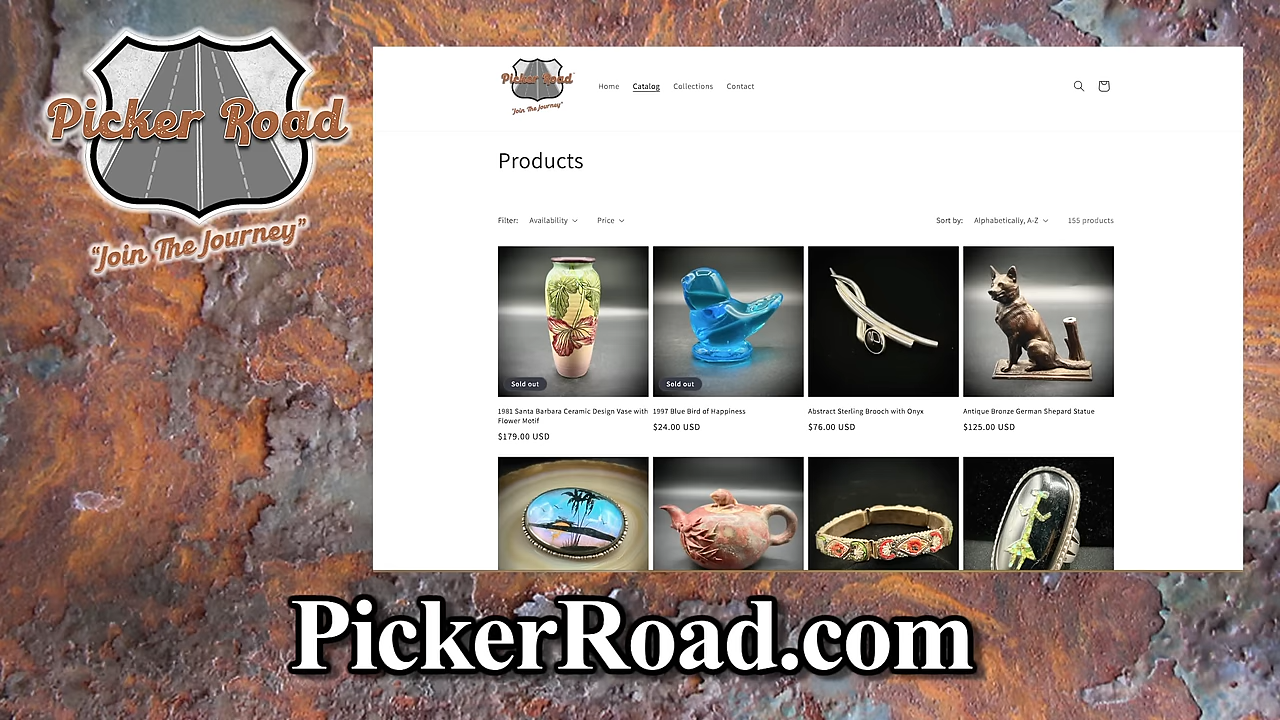 Picker Road
"Join The Journey"
Picker Road
"Join The Journey"
Home Catalog Collections Contact
Products
Filter: Availability Price Sort by: Alphabetically, A-Z 155 products
Sold out Sold out
1981 Santa Barbara Ceramic Design Vase with
Flower Motif
$179.00 USD
1997 Blue Bird of Happiness
$24.00 USD
Abstract Sterling Brooch with Onyx
$76.00 USD
Antique Bronze German Shepard Statue
$125.00 USD
PickerRoad.com